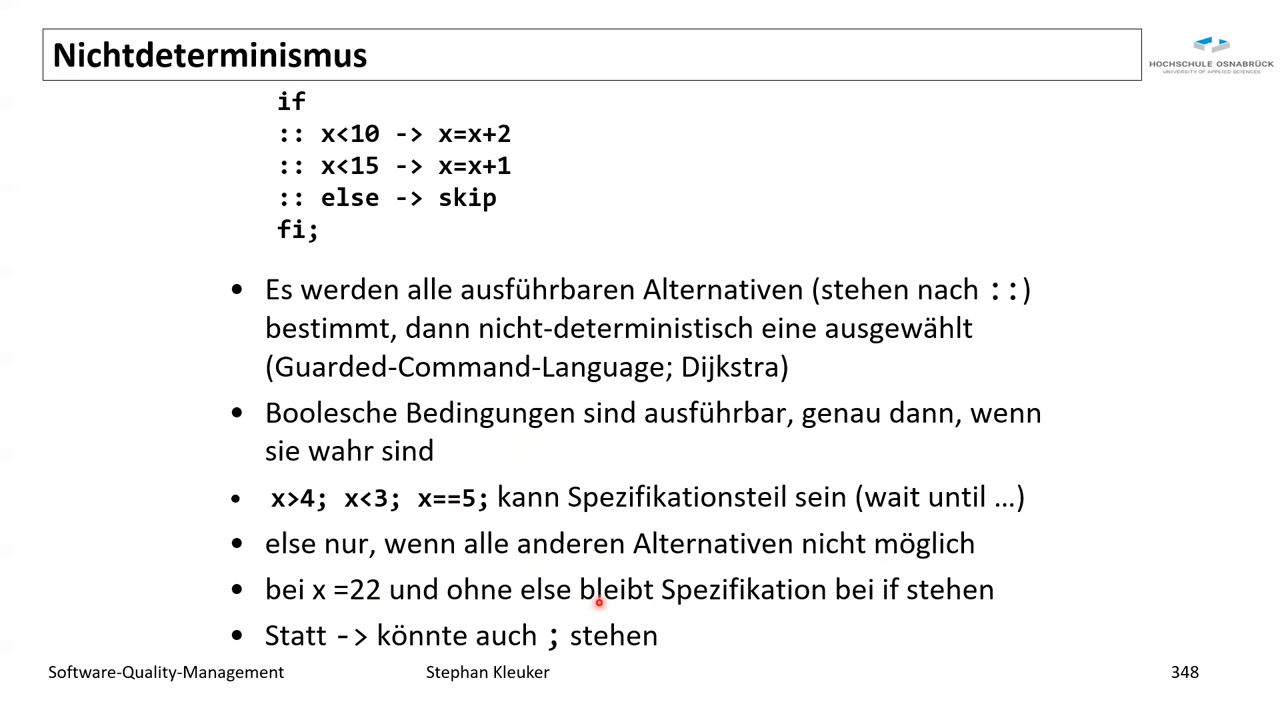 Nichtdeterminismus
HOCHSCHULE OSNABRÜCK
UNIVERSITY OF APPLIED SCIENCES
if
:: x<10 -> x=x+2
:: x<15 -> x=x+1
:: else -> skip
fi;
• Es werden alle ausführbaren Alternativen (stehen nach ::)
bestimmt, dann nicht-deterministisch eine ausgewählt
(Guarded-Command-Language; Dijkstra)
• Boolesche Bedingungen sind ausführbar, genau dann, wenn
sie wahr sind
• x>4; x<3; x==5; kann Spezifikationsteil sein (wait until …)
• else nur, wenn alle anderen Alternativen nicht möglich
• bei x =22 und ohne else bleibt Spezifikation bei if stehen
• Statt -> könnte auch ; stehen
Software-Quality-Management Stephan Kleuker 348